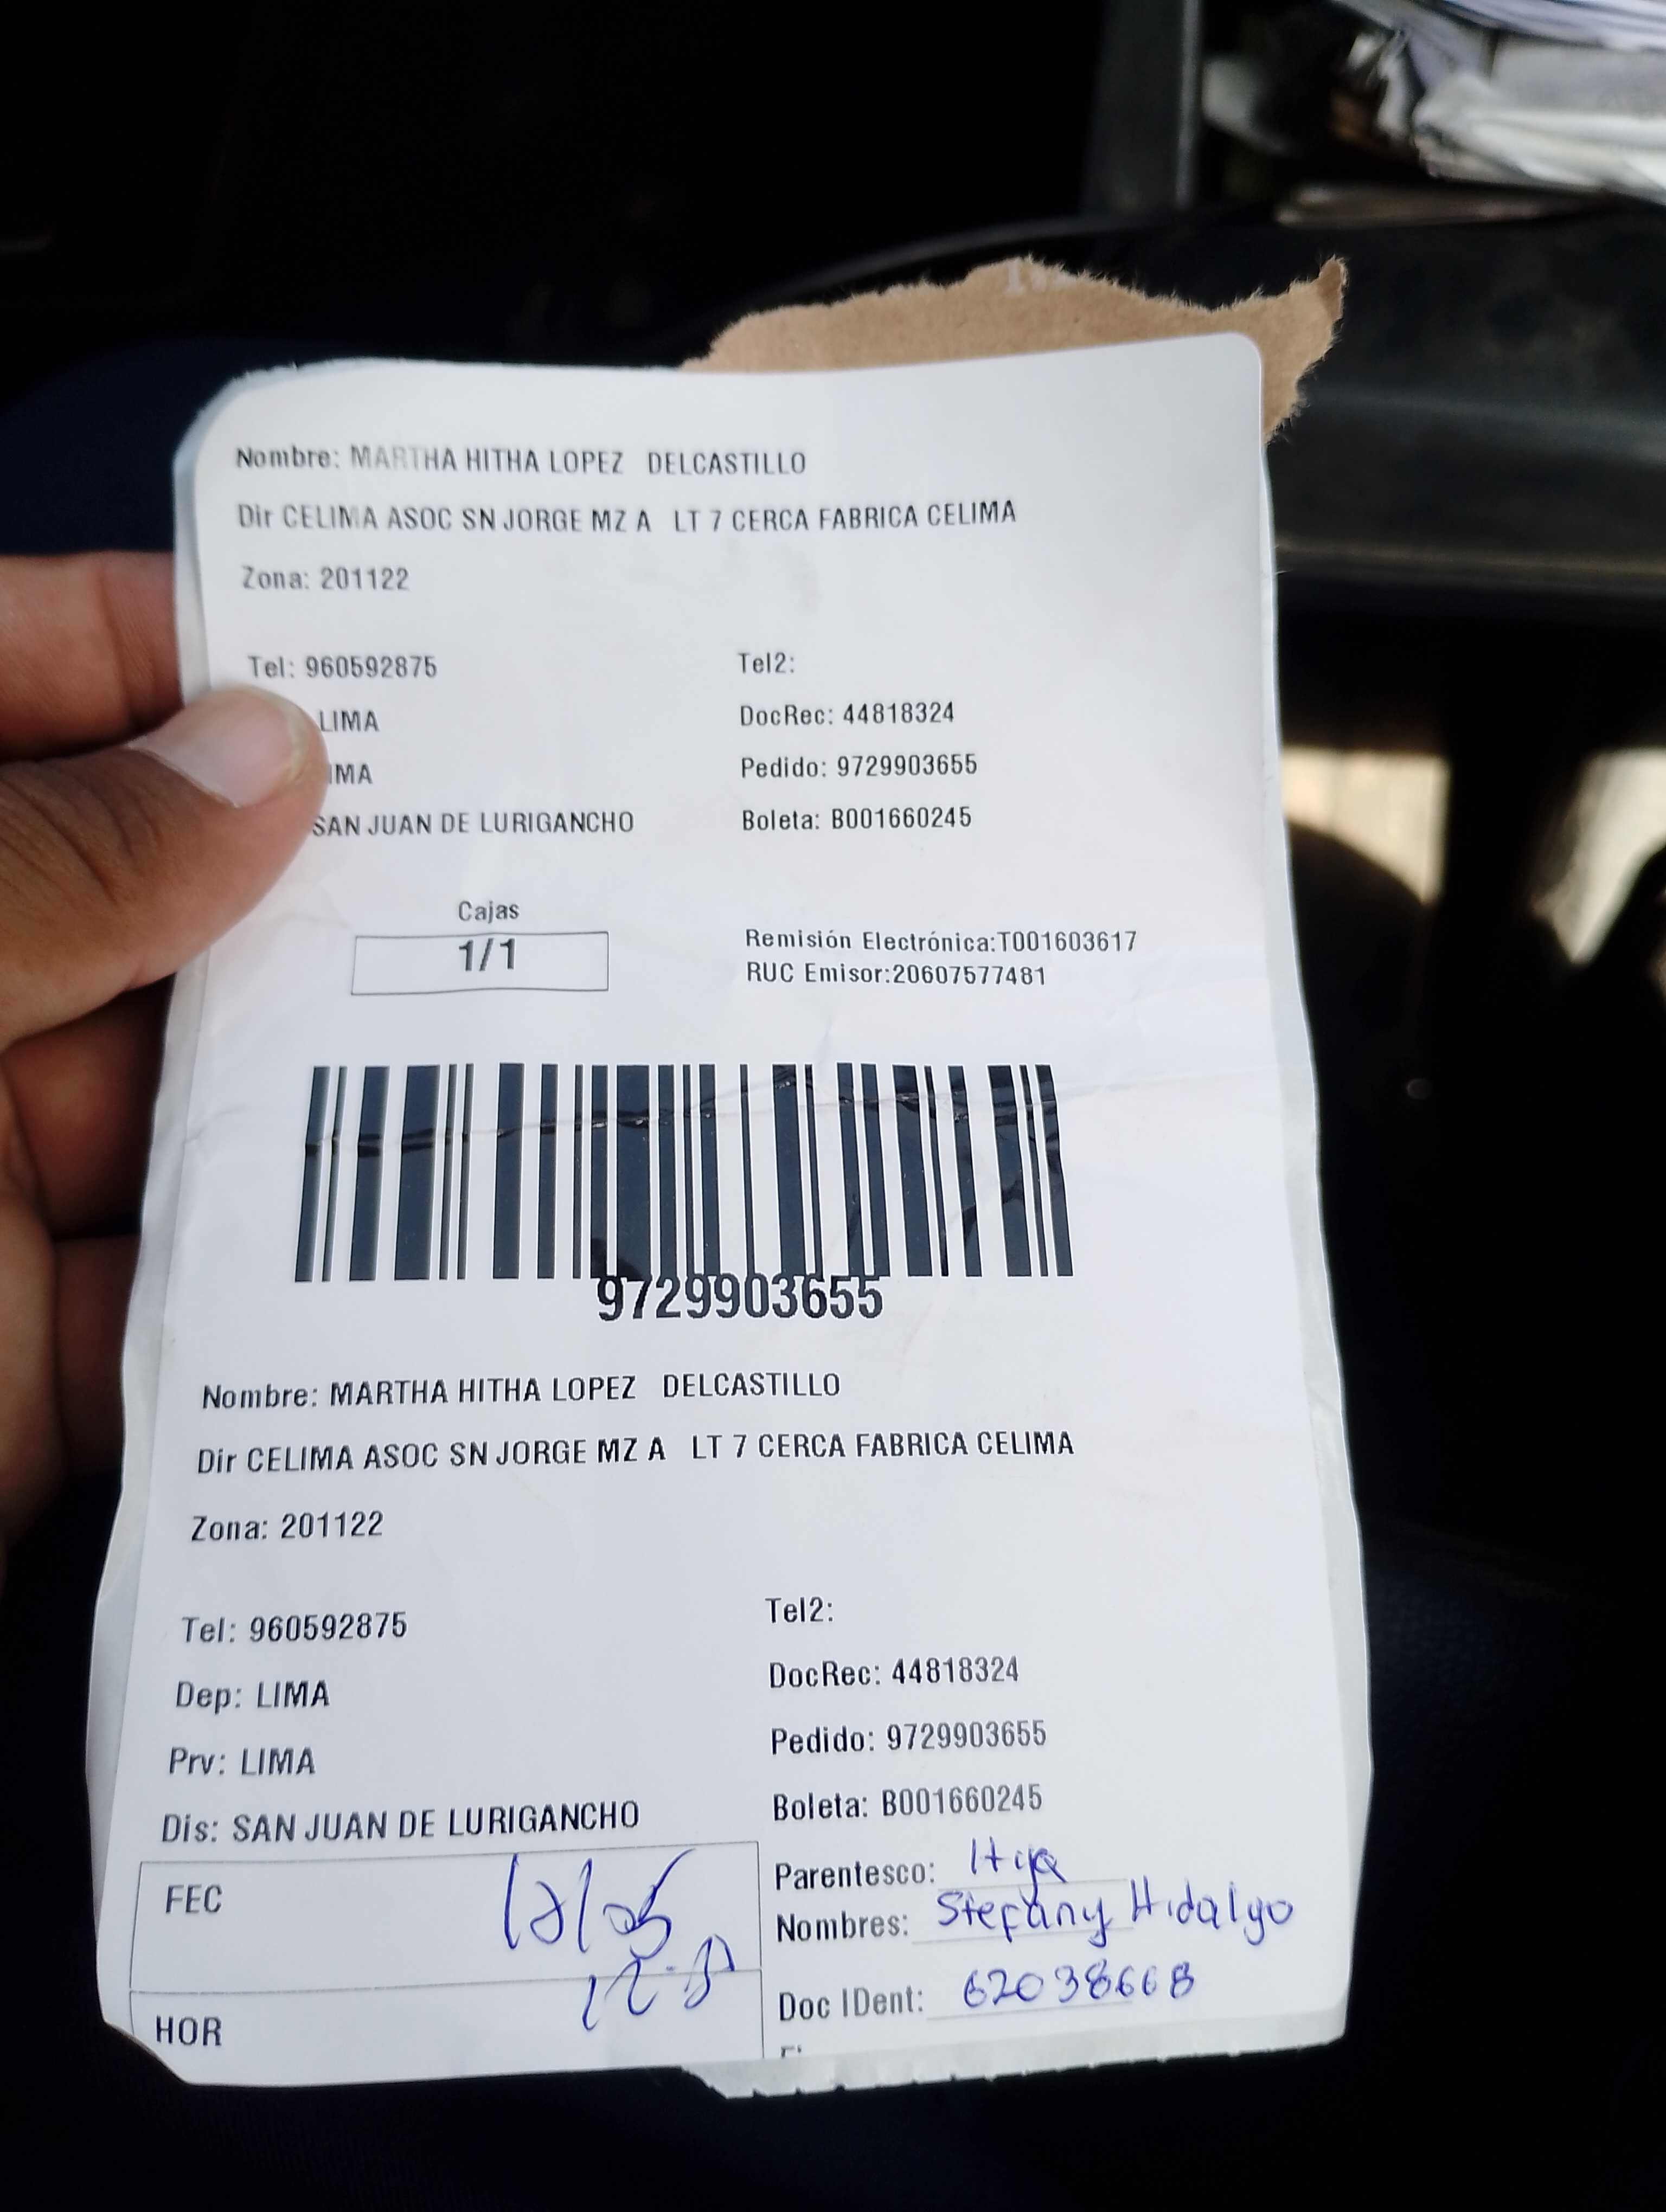 Nombre: MARTHA HITHA LOPEZ DELCASTILLO
Dir CELIMA ASOC SN JORGE MZ A LT 7 CERCA FABRICA CELIMA
Zona: 201122
Tel: 960592875 Tel2:
LIMA DocRec: 44818324
IMA Pedido: 9729903655
SAN JUAN DE LURIGANCHO Boleta: B001660245
Cajas
1/1
Remisión Electrónica:T001603617
RUC Emisor:20607577481
9729903655
Nombre: MARTHA HITHA LOPEZ DELCASTILLO
Dir CELIMA ASOC SN JORGE MZ A LT 7 CERCA FABRICA CELIMA
Zona: 201122
Tel: 960592875 Tel2:
Dep: LIMA DocRec: 44818324
Prv: LIMA Pedido: 9729903655
Dis: SAN JUAN DE LURIGANCHO Boleta: B001660245
FEC
HOR
Parentesco: Hija
Nombres: Stefany Hidalgo
Doc IDent: 62038668